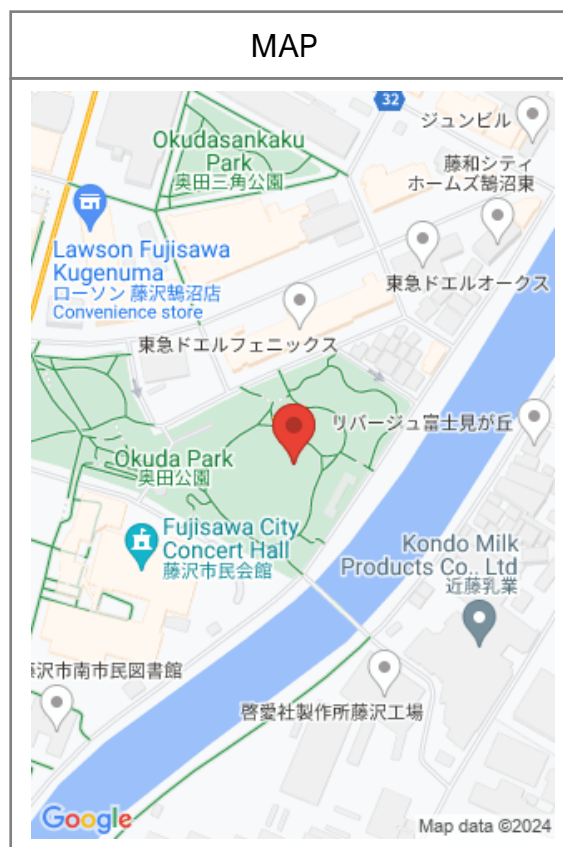 MAP
32
ジュンビル
Okudasankaku
Park
奥田三角公園
藤和シティ
ホームズ鵠沼東
Lawson Fujisawa
Kugenuma
ローソン 藤沢鵠沼店
Convenience store
東急ドエルオークス
東急ドエルフェニックス
リバージュ富士見が丘
Okuda Park
奥田公園
Fujisawa City
Concert Hall
藤沢市民会館
Kondo Milk
Products Co., Ltd
近藤乳業
藤沢市南市民図書館
啓愛社製作所藤沢工場
Google
Map data ©2024